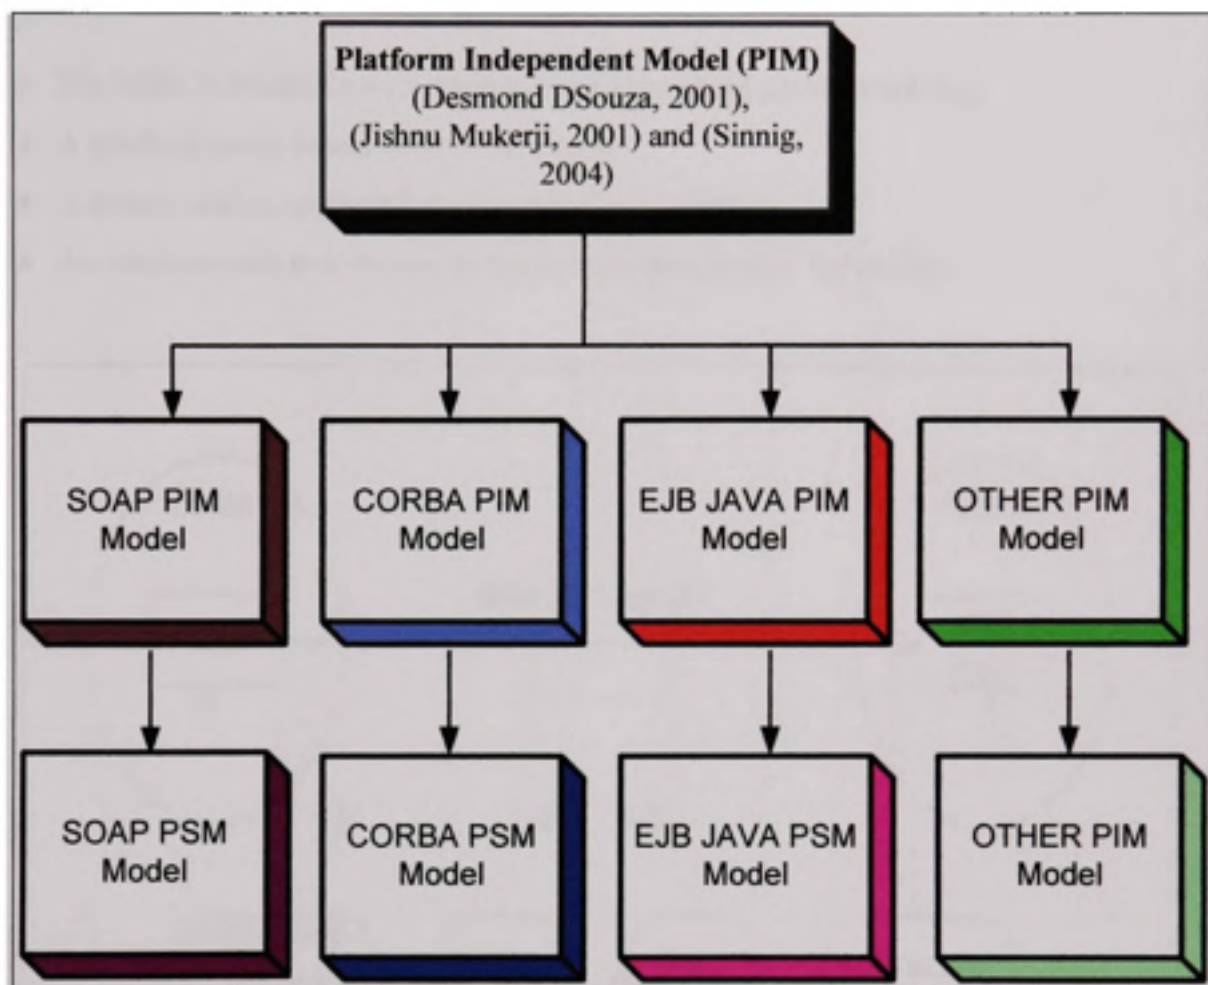 Platform Independent Model (PIM)
(Desmond DSouza, 2001),
(Jishnu Mukerji, 2001) and (Sinnig,
2004)
SOAP PIM
Model
CORBA PIM
Model
EJB JAVA PIM
Model
OTHER PIM
Model
SOAP PSM
Model
CORBA PSM
Model
EJB JAVA PSM
Model
OTHER PIM
Model